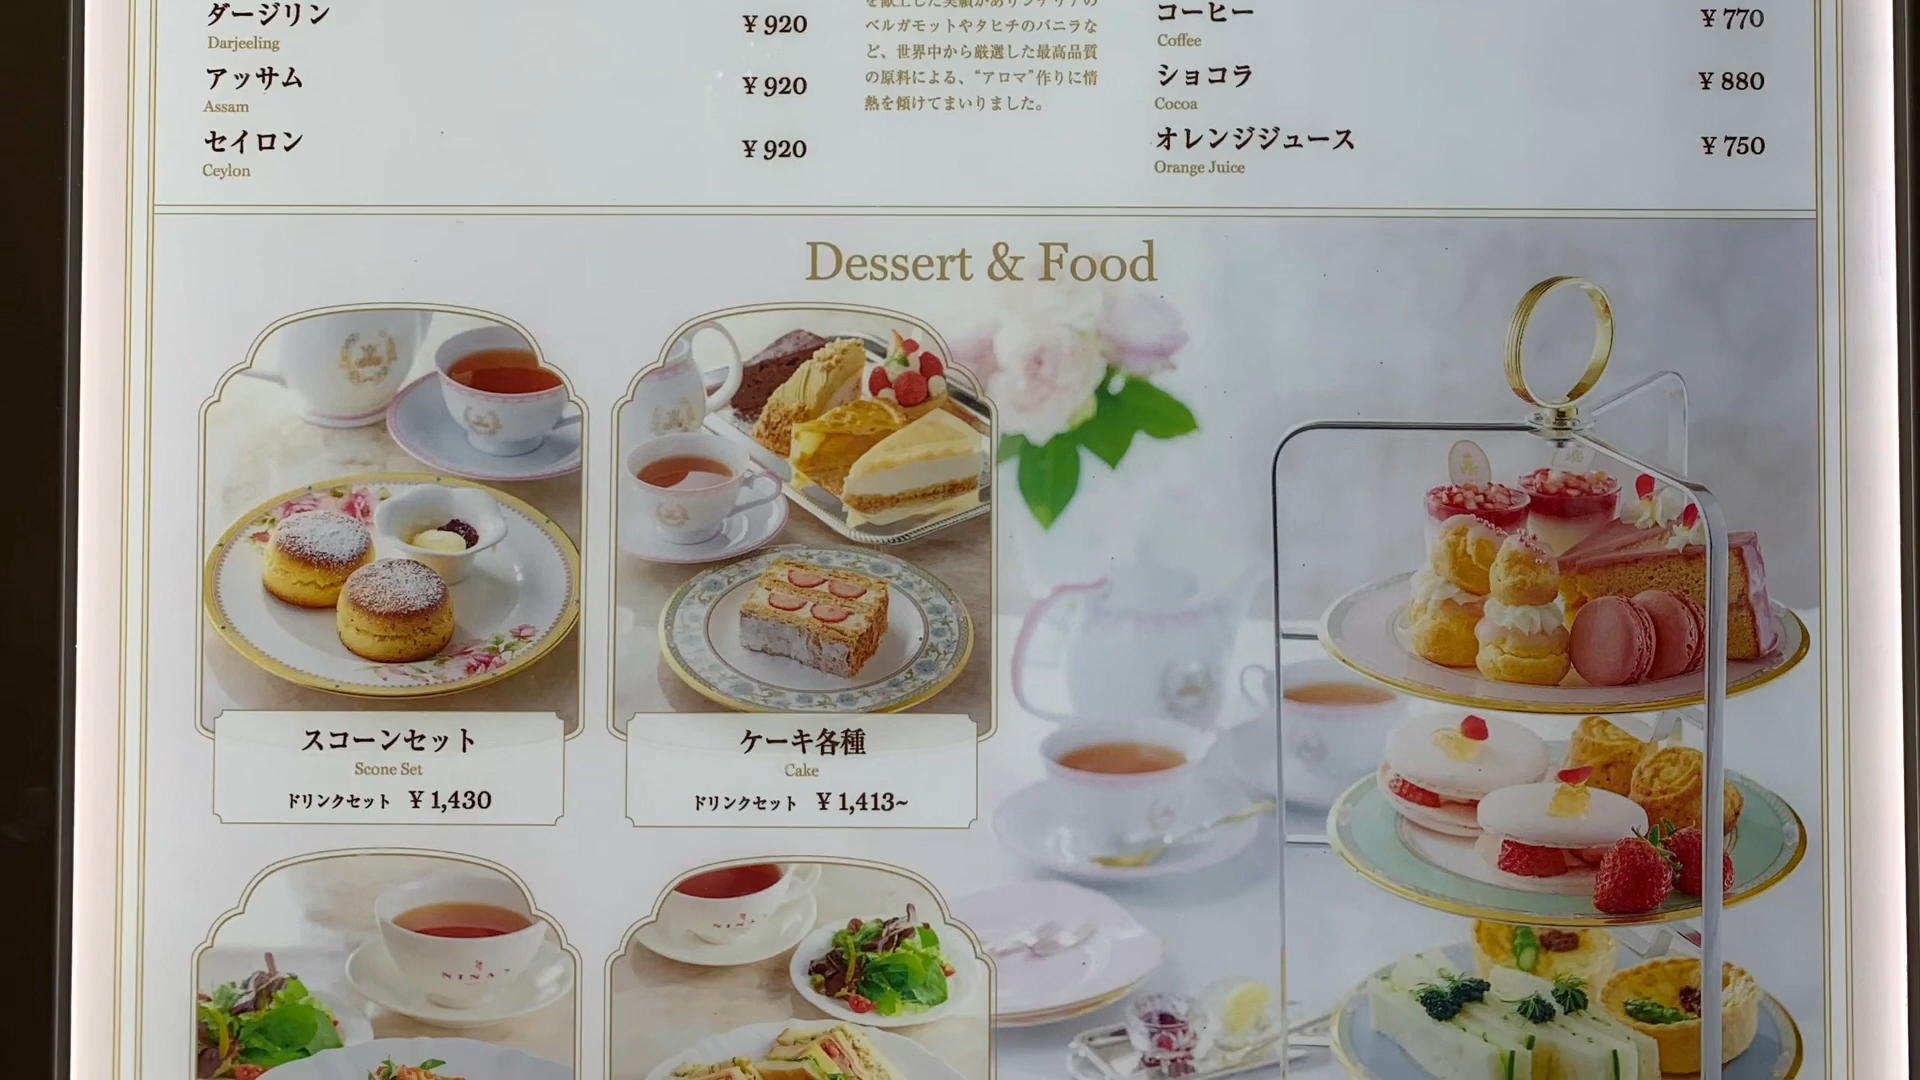 ダージリン
Darjeeling
¥ 920
アッサム
Assam
¥ 920
セイロン
Ceylon
¥ 920
ベルガモットやタヒチのバニラな
ど、世界中から厳選した最高品質
の原料による、“アロマ”作りに情
熱を傾けてまいりました。
コーヒー
Coffee
¥ 770
ショコラ
Cocoa
¥ 880
オレンジジュース
Orange Juice
¥ 750
Dessert & Food
スコーンセット
Scone Set
ドリンクセット ¥ 1,430
ケーキ各種
Cake
ドリンクセット ¥ 1,413~
NINA'S